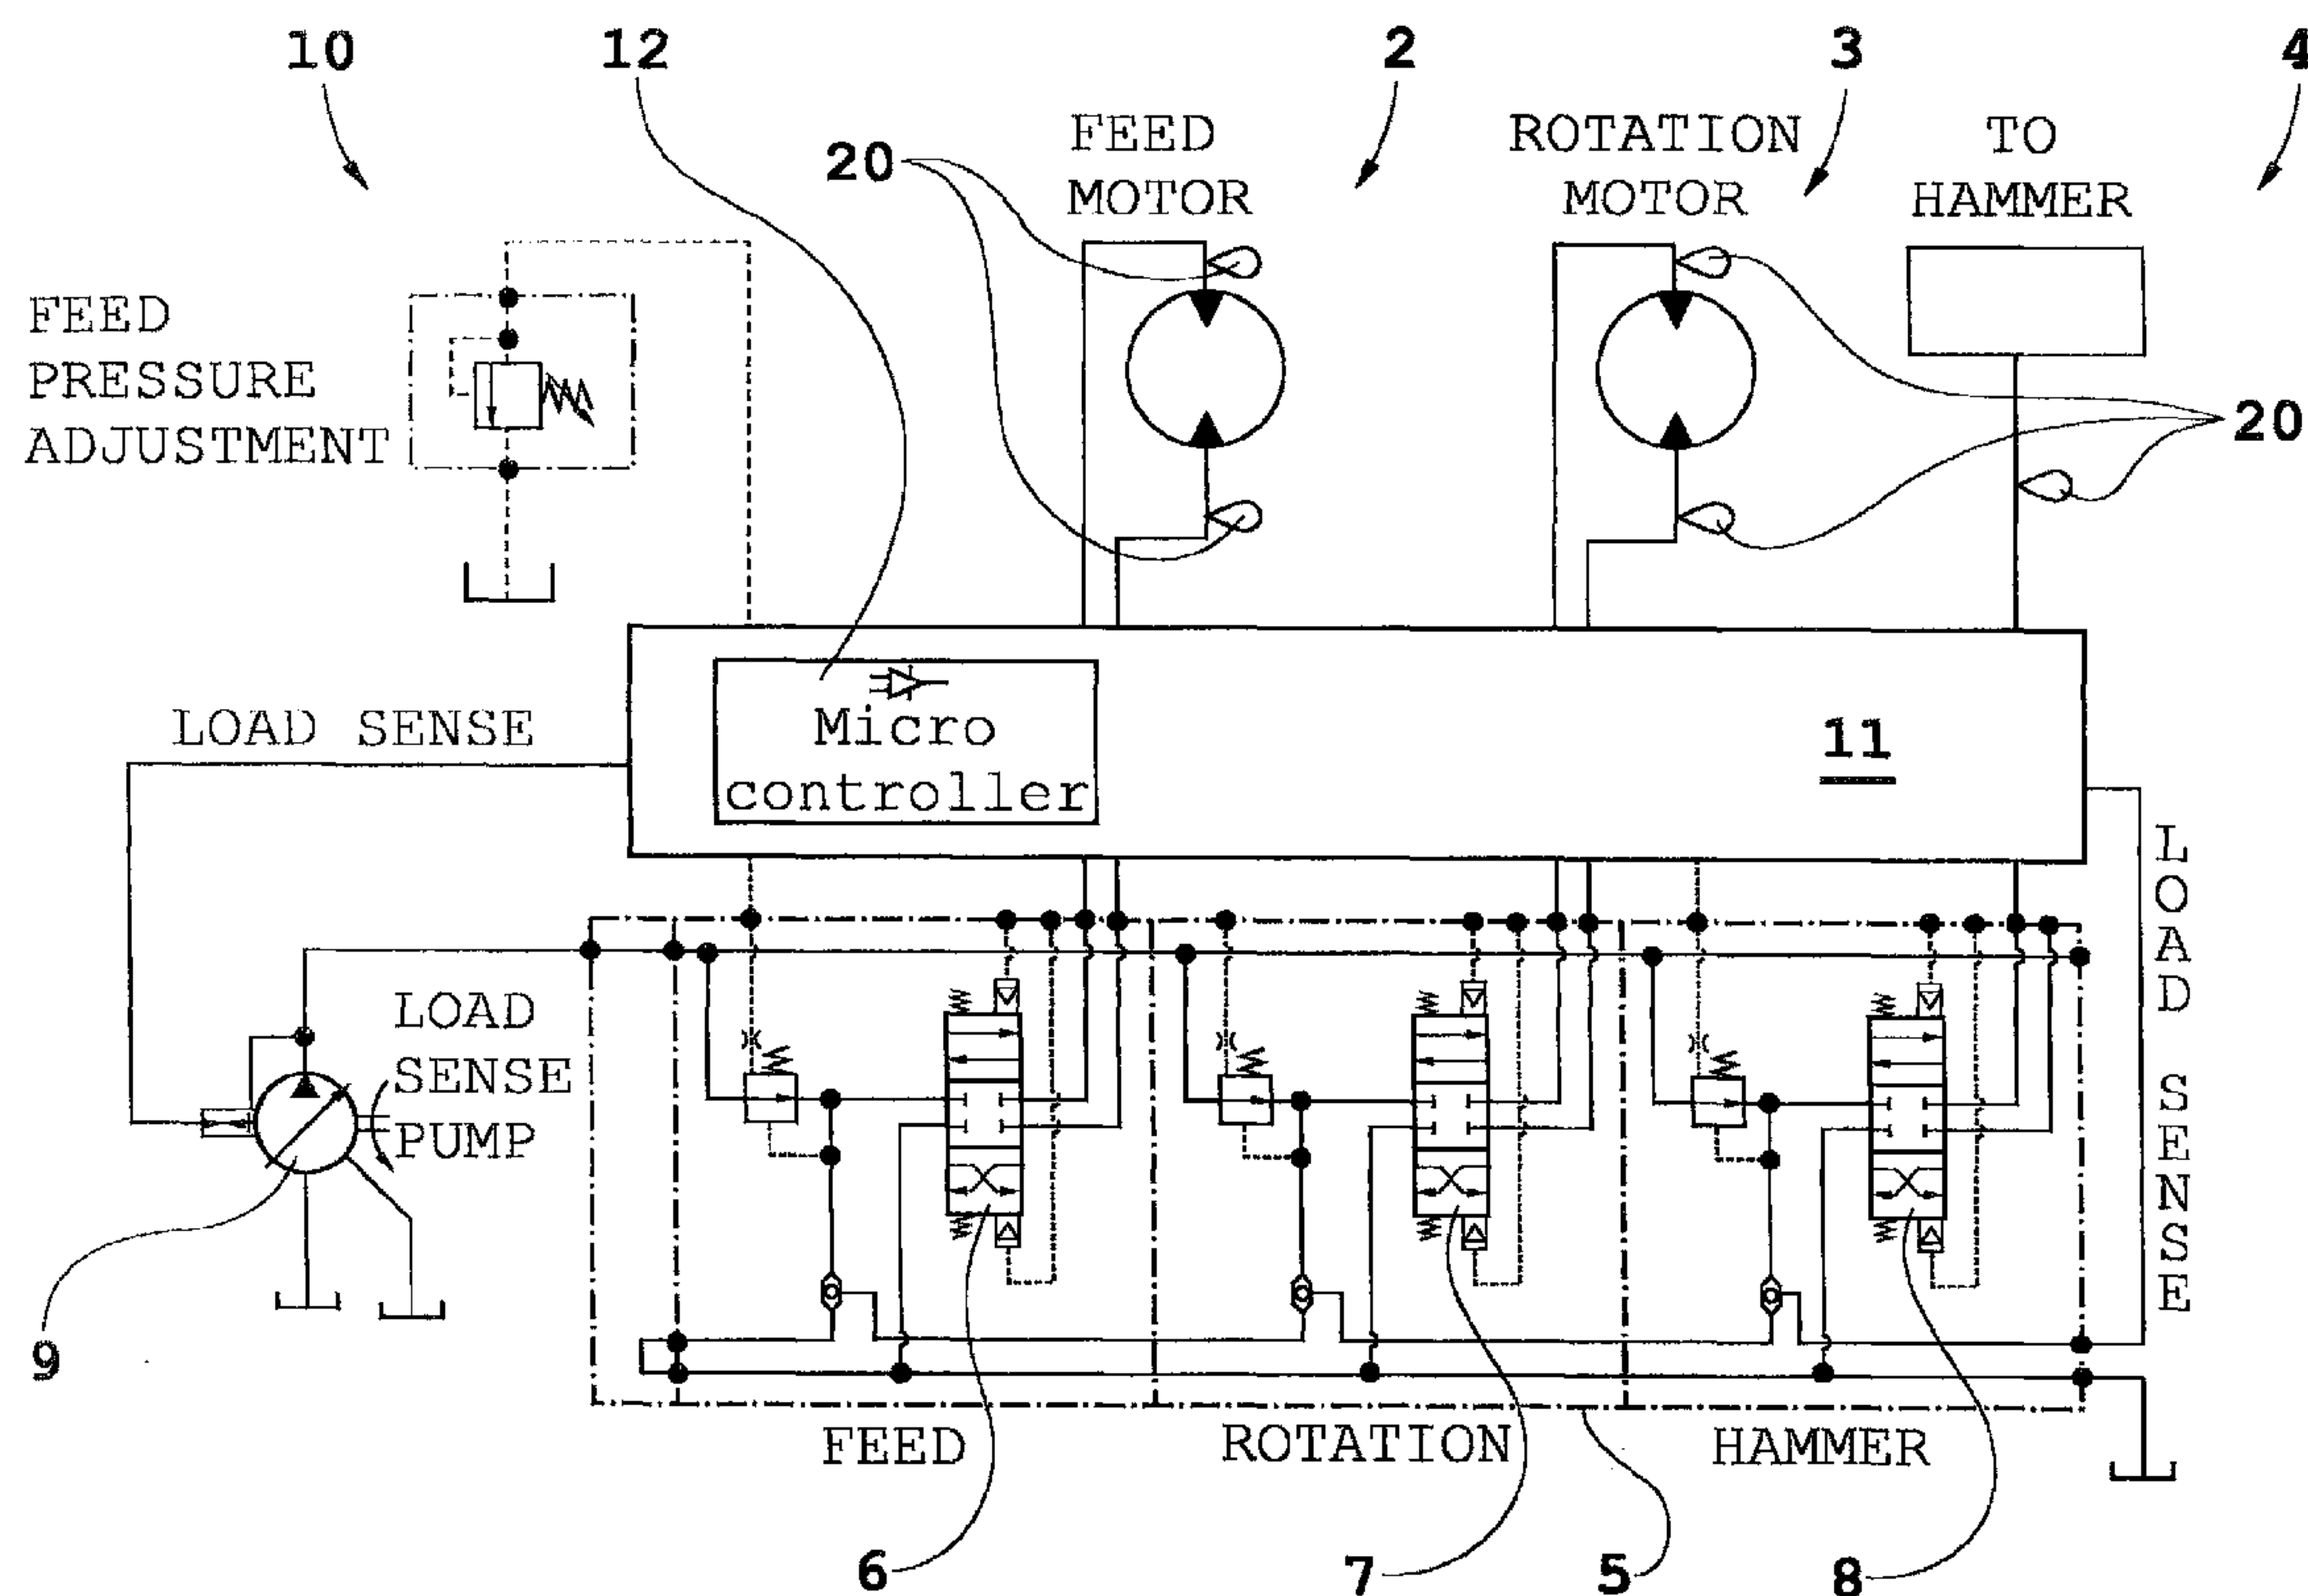 10
12
2
3
4
20
FEED
MOTOR
ROTATION
MOTOR
TO
HAMMER
FEED
PRESSURE
ADJUSTMENT
20
LOAD SENSE
Micro
controller
11
LOAD SENSE
LOAD
SENSE
PUMP
9
FEED
ROTATION
HAMMER
6
7
5
8